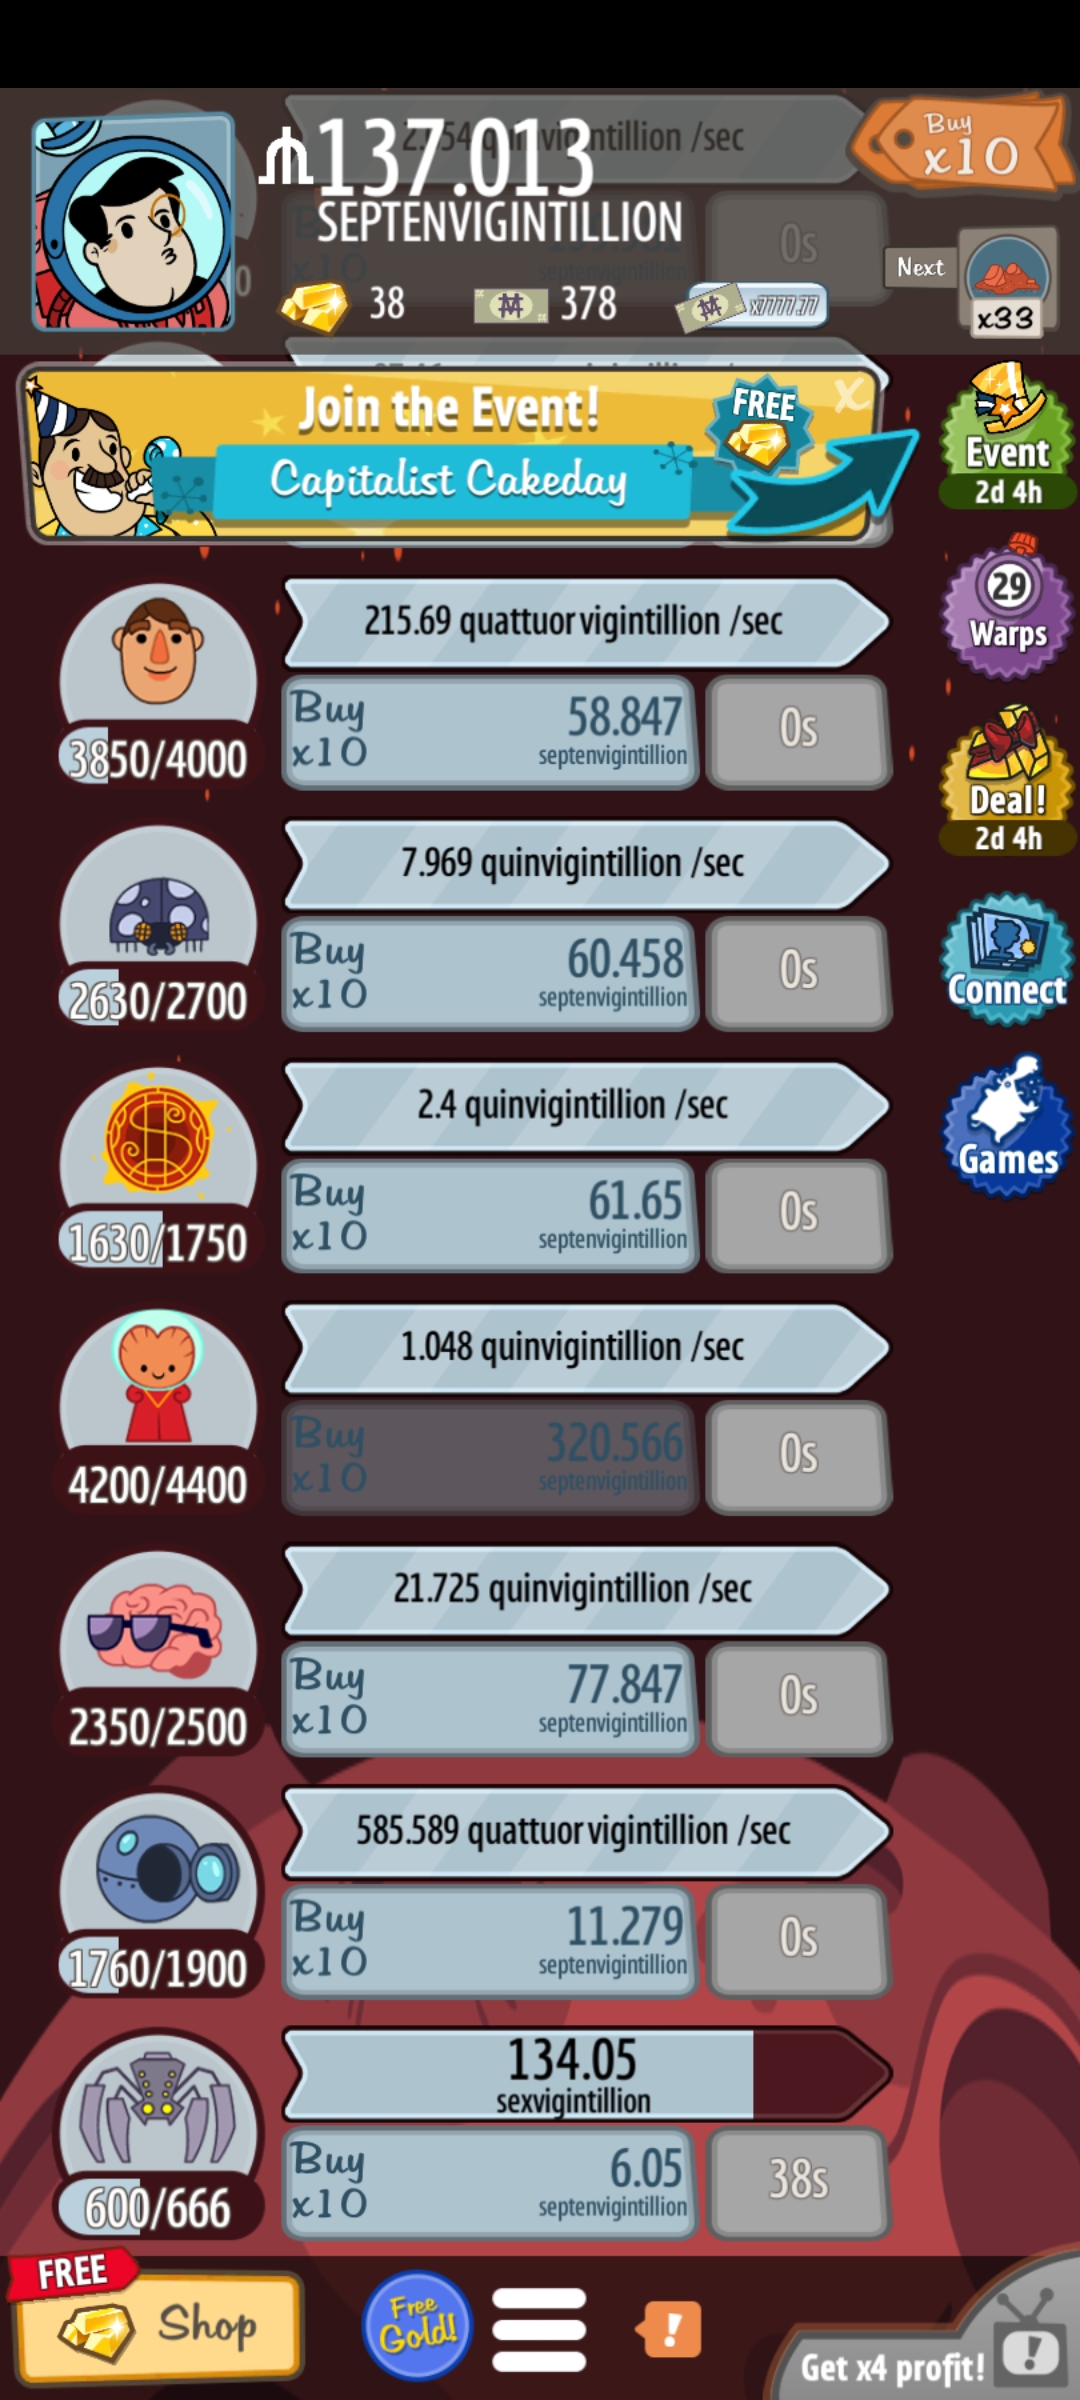 137.013
SEPTENVIGINTILLION
Buy
x10
38
378
x7777.77
Next
x33
0s
Join the Event!
Capitalist Cakeday
FREE
x
Event
2d 4h
215.69 quattuorvigintillion /sec
Buy
x10
58.847
septenvigintillion
0s
3850/4000
29
Warps
7.969 quinvigintillion /sec
Buy
x10
60.458
septenvigintillion
0s
2630/2700
Deal!
2d 4h
Connect
2.4 quinvigintillion /sec
Buy
x10
61.65
septenvigintillion
0s
1630/1750
Games
1.048 quinvigintillion /sec
Buy
x10
320.566
septenvigintillion
0s
4200/4400
21.725 quinvigintillion /sec
Buy
x10
77.847
septenvigintillion
0s
2350/2500
585.589 quattuorvigintillion /sec
Buy
x10
11.279
septenvigintillion
0s
1760/1900
134.05
sexvigintillion
Buy
x10
6.05
septenvigintillion
38s
600/666
FREE
Shop
Free
Gold!
!
Get x4 profit!
!